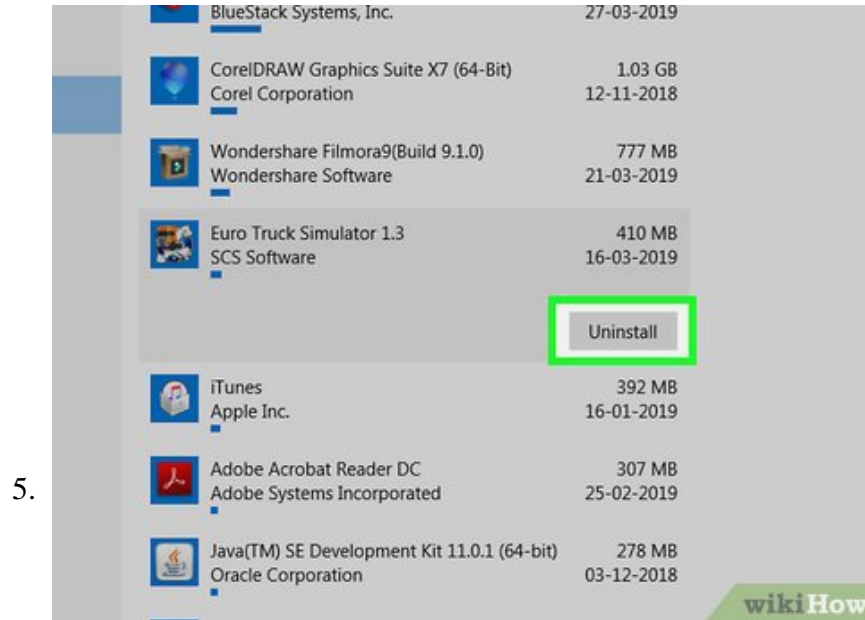 BlueStack Systems, Inc. 27-03-2019
CorelDRAW Graphics Suite X7 (64-Bit) 1.03 GB
Corel Corporation 12-11-2018
Wondershare Filmora9(Build 9.1.0) 777 MB
Wondershare Software 21-03-2019
Euro Truck Simulator 1.3 410 MB
SCS Software 16-03-2019
Uninstall
iTunes 392 MB
Apple Inc. 16-01-2019
5.
Adobe Acrobat Reader DC 307 MB
Adobe Systems Incorporated 25-02-2019
Java(TM) SE Development Kit 11.0.1 (64-bit) 278 MB
Oracle Corporation 03-12-2018
wikiHow